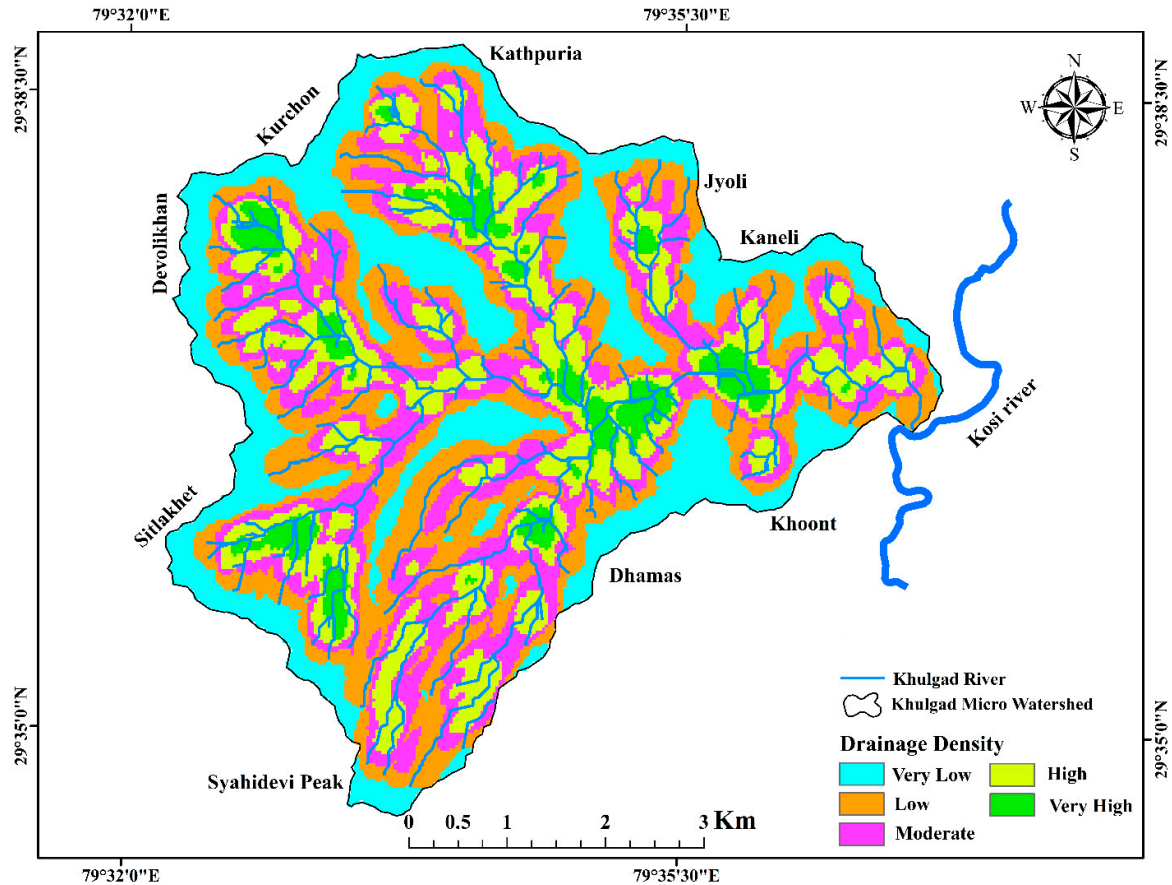 79°32'0"E
79°35'30"E
Kathpuria
29°38'30"N
29°38'30"N
N
W
E
S
Kurchon
Jyoli
Devolikhan
Kaneli
Kosi river
Sitlakhet
Khoont
Dhamas
Khulgad River
Khulgad Micro Watershed
29°35'0"N
29°35'0"N
Drainage Density
Very Low
High
Low
Very High
Moderate
Syahidevi Peak
0 0.5 1 2 3 Km
79°32'0"E
79°35'30"E